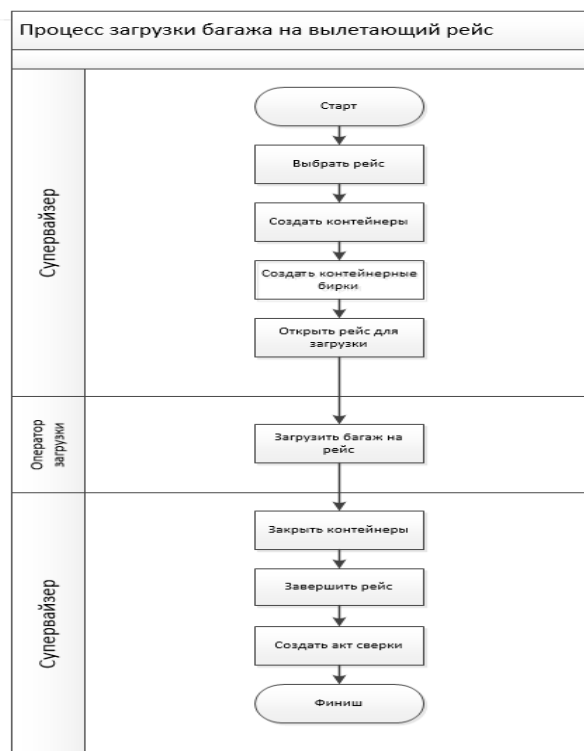 Процесс загрузки багажа на вылетающий рейс
Супервайзер
Старт
Выбрать рейс
Создать контейнеры
Создать контейнерные
бирки
Открыть рейс для
загрузки
Оператор
загрузки
Загрузить багаж на
рейс
Супервайзер
Закрыть контейнеры
Завершить рейс
Создать акт сверки
Финиш